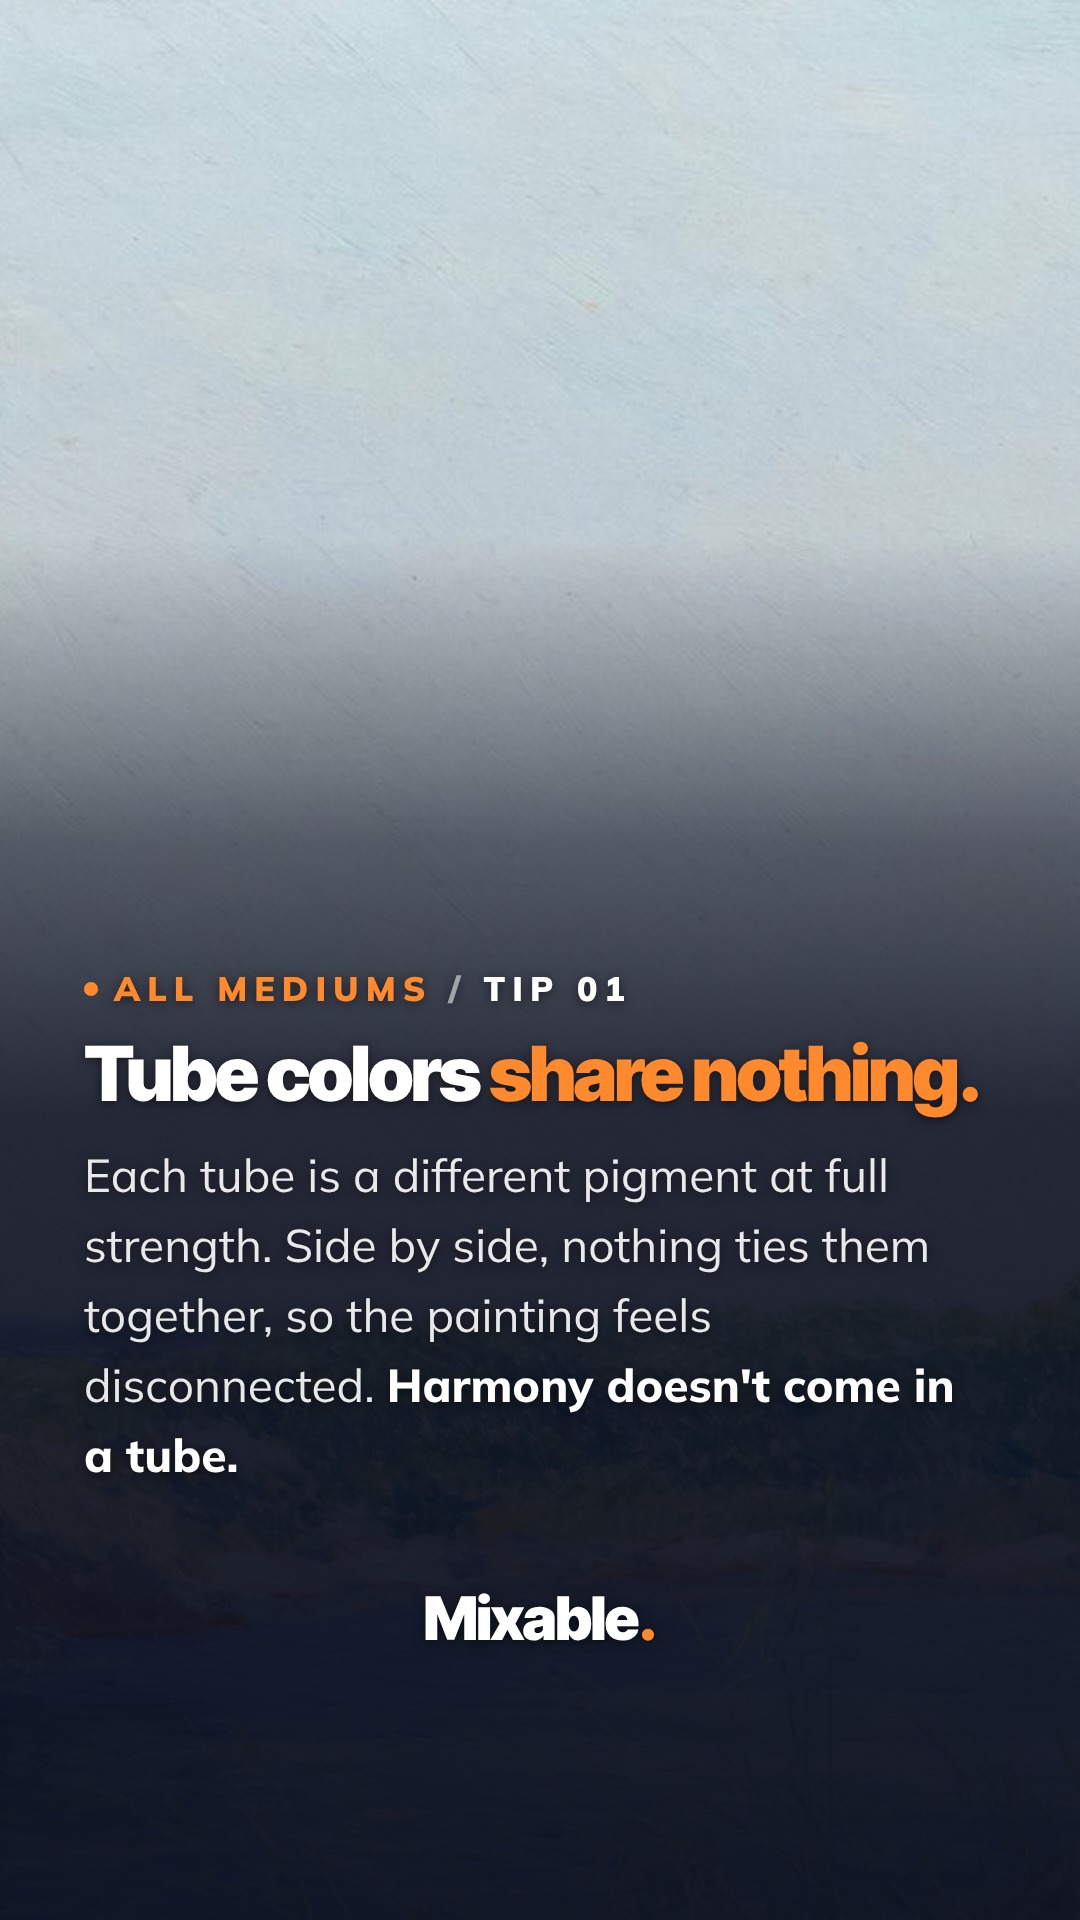 • ALL MEDIUMS / TIP 01
Tube colors share nothing.
Each tube is a different pigment at full
strength. Side by side, nothing ties them
together, so the painting feels
disconnected. Harmony doesn't come in
a tube.
Mixable.